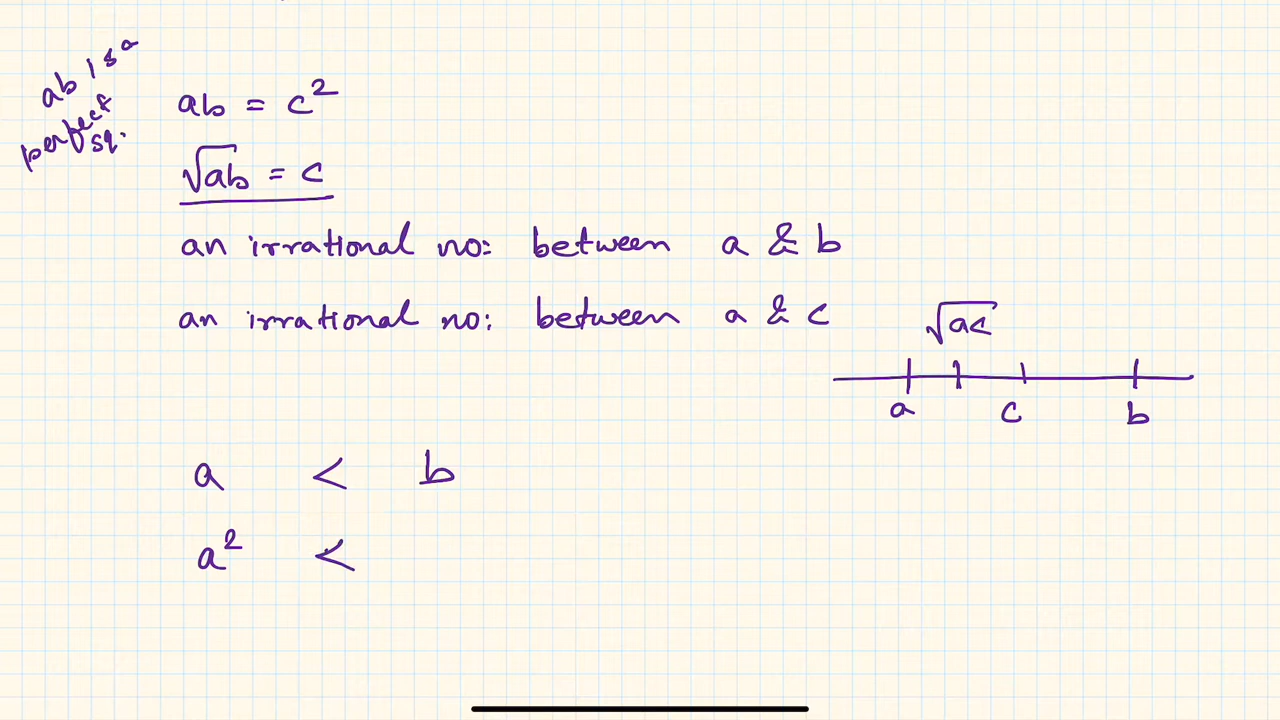 ab is a
perfect
sq.
ab = c²
√ab = c
an irrational no: between a & b
an irrational no: between a & c
√ac
a c b
a < b
a² <